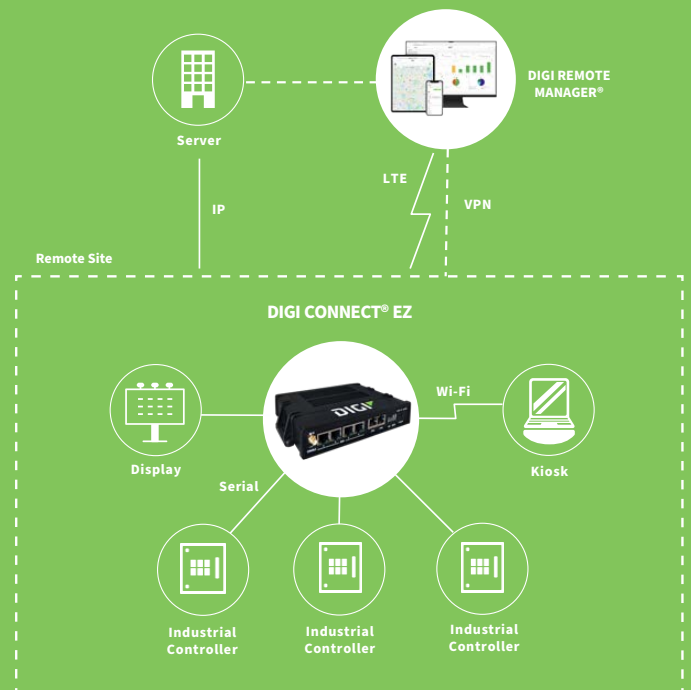 DIGI REMOTE
MANAGER®
Server
LTE
VPN
IP
Remote Site
DIGI CONNECT® EZ
DIGI
Wi-Fi
Display
Kiosk
Serial
Industrial
Controller
Industrial
Controller
Industrial
Controller